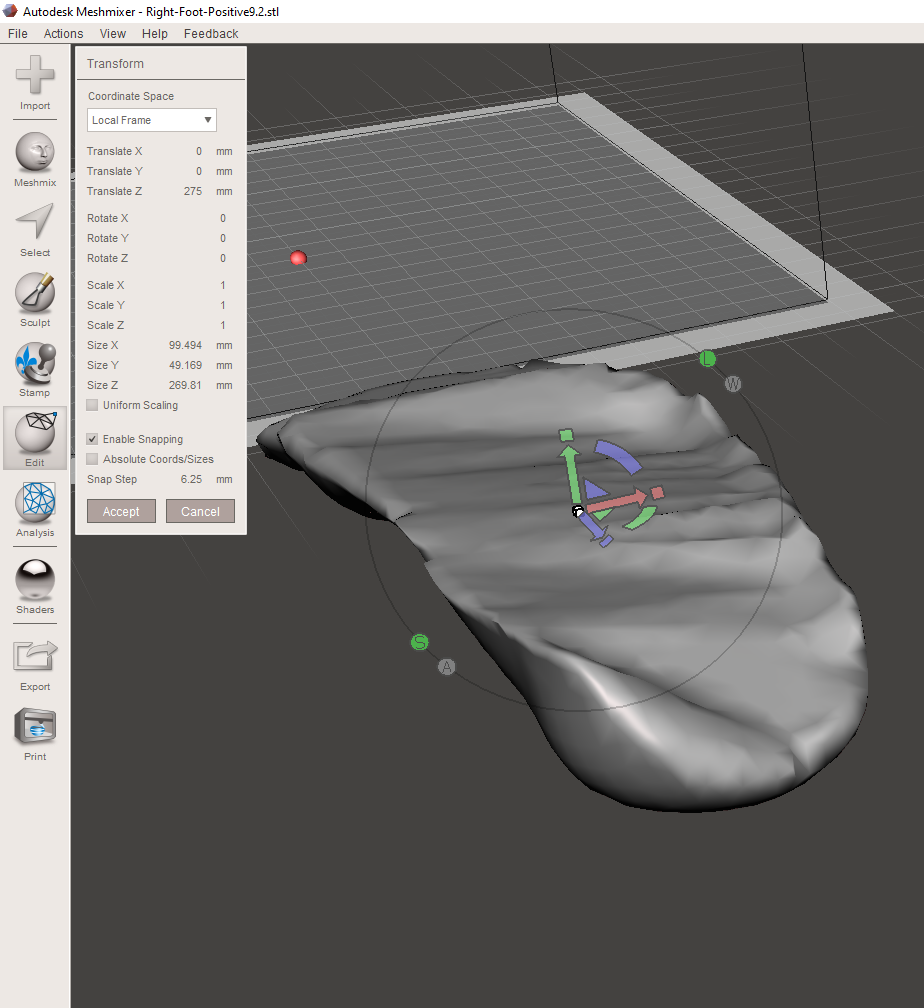 Autodesk Meshmixer - Right-Foot-Positive9.2.stl
File Actions View Help Feedback
Import
Meshmix
Select
Sculpt
Stamp
Edit
Analysis
Shaders
Export
Print
Transform
Coordinate Space
Local Frame
Translate X 0 mm
Translate Y 0 mm
Translate Z 275 mm
Rotate X 0
Rotate Y 0
Rotate Z 0
Scale X 1
Scale Y 1
Scale Z 1
Size X 99.494 mm
Size Y 49.169 mm
Size Z 269.81 mm
Uniform Scaling
Enable Snapping
Absolute Coords/Sizes
Snap Step 6.25 mm
Accept Cancel
L
W
S
A